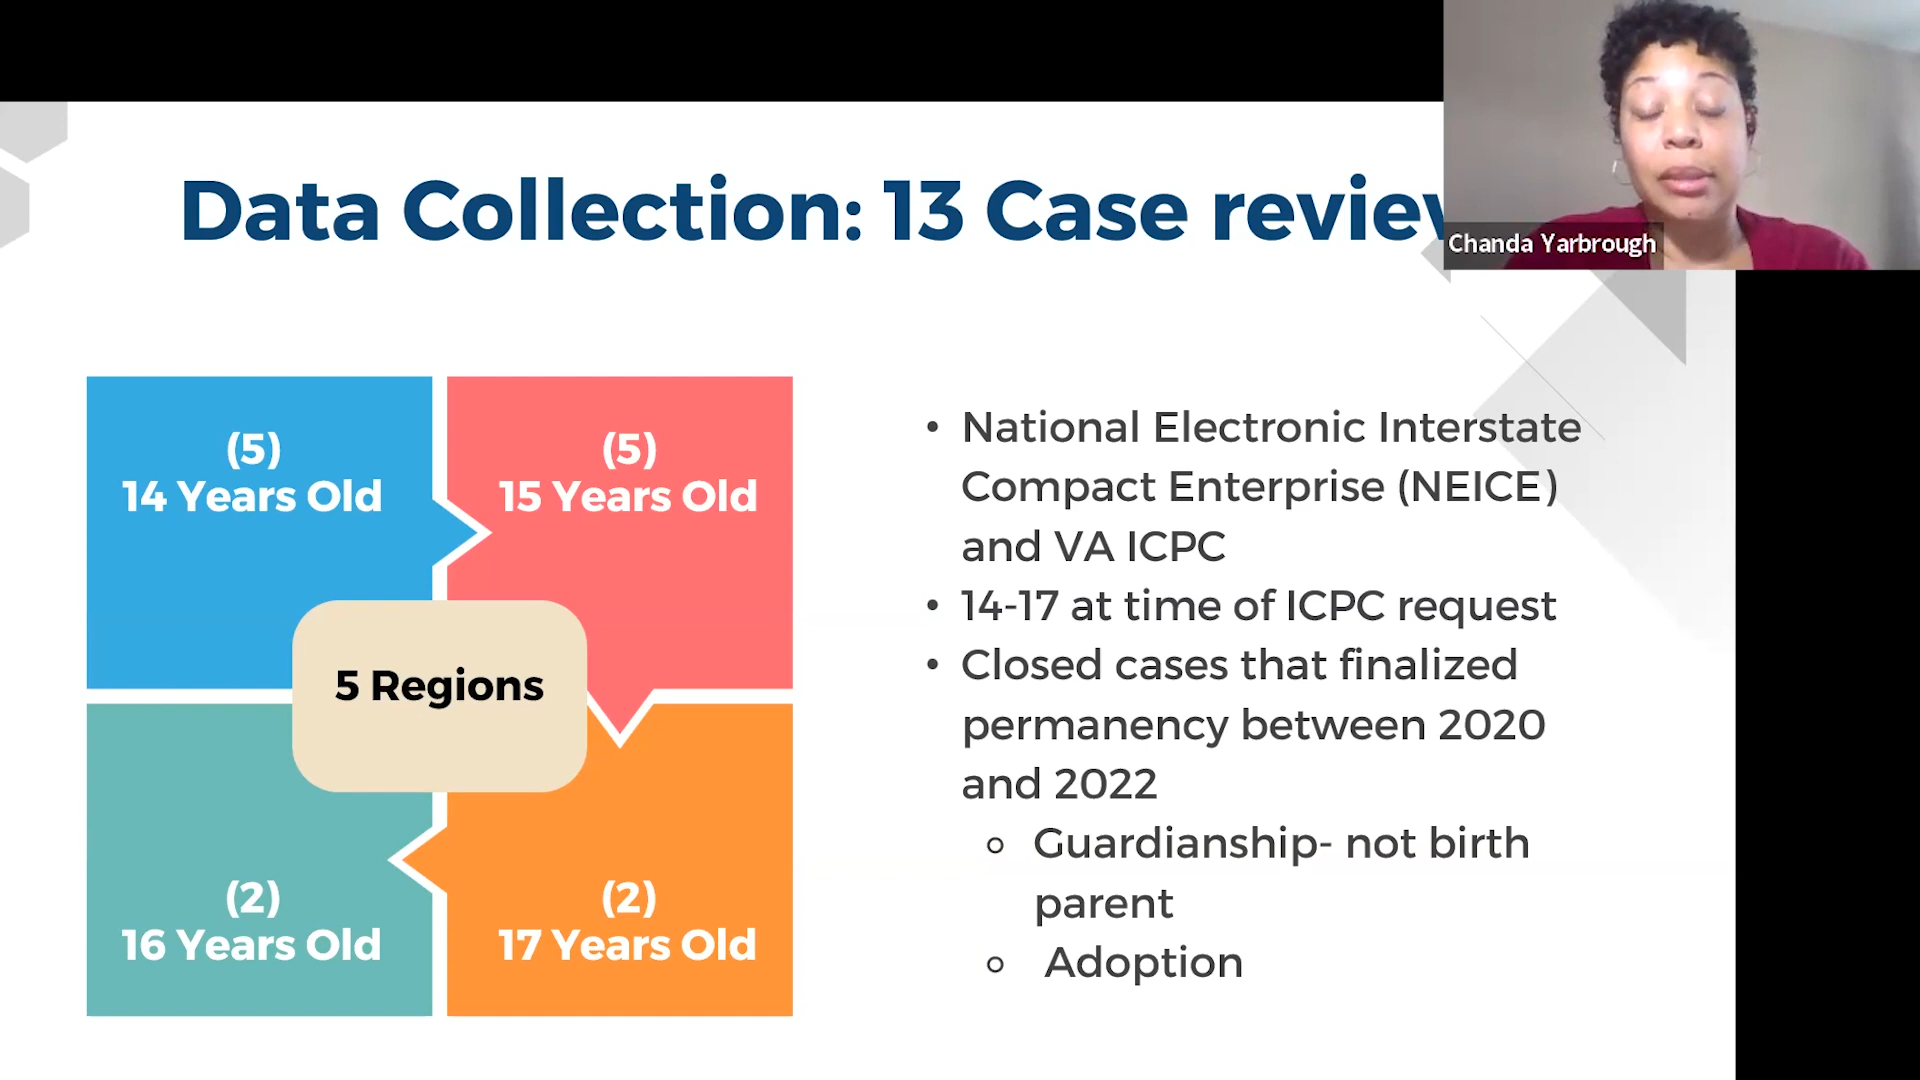 Data Collection: 13 Case review
Chanda Yarbrough
(5)
14 Years Old
(5)
15 Years Old
5 Regions
(2)
16 Years Old
(2)
17 Years Old
• National Electronic Interstate
Compact Enterprise (NEICE)
and VA ICPC
• 14-17 at time of ICPC request
• Closed cases that finalized
permanency between 2020
and 2022
○ Guardianship- not birth
parent
○ Adoption